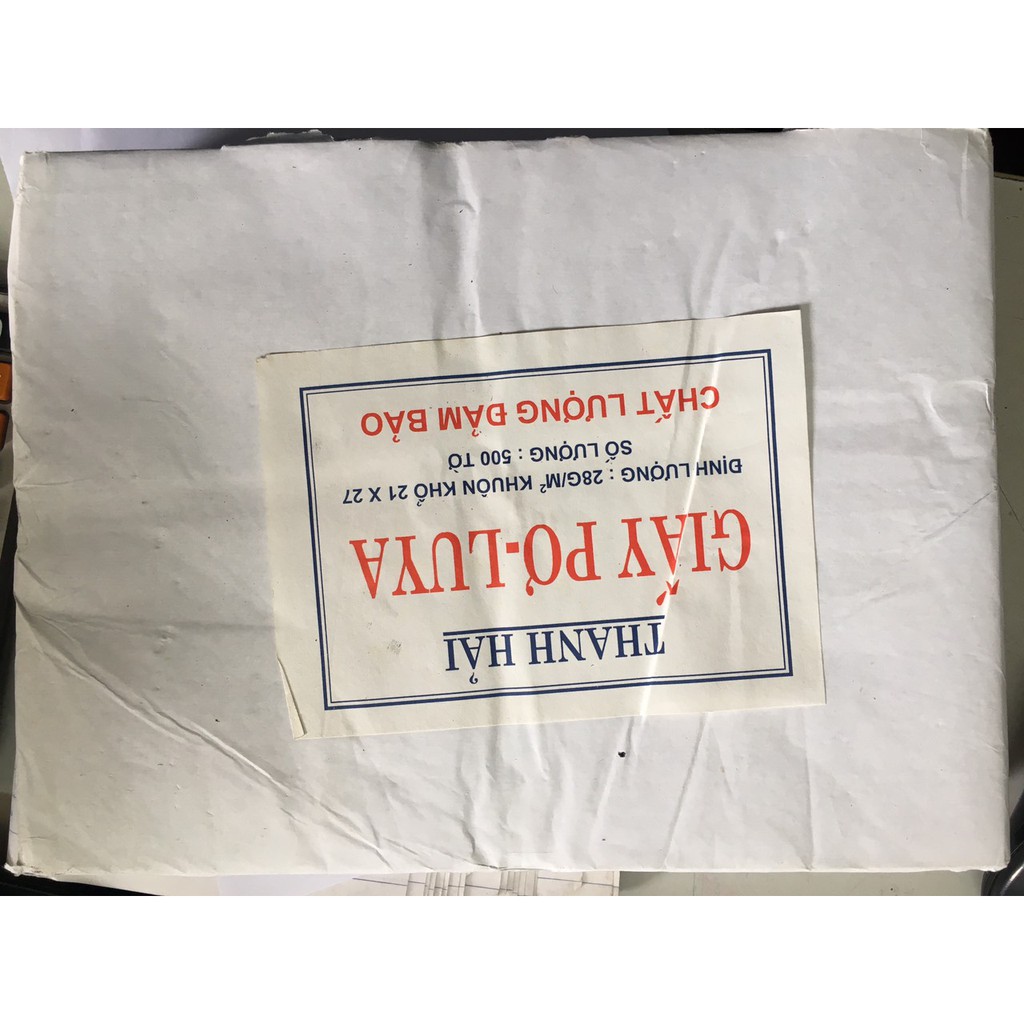 THANH HẢI
GIẤY PƠ-LUYA
ĐỊNH LƯỢNG : 28G/M² KHUÔN KHỔ 21 X 27
SỐ LƯỢNG : 500 TỜ
CHẤT LƯỢNG ĐẢM BẢO